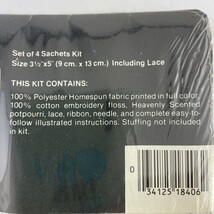 Set of 4 Sachets Kit
Size 3½"x5" (9 cm. x 13 cm.) Including Lace
THIS KIT CONTAINS:
100% Polyester Homespun fabric printed in full color,
100% cotton embroidery floss, Heavenly Scented
potpourri, lace, ribbon, needle, and complete easy-
to-follow illustrated instructions. Stuffing not
included in kit.
0
34125 18406